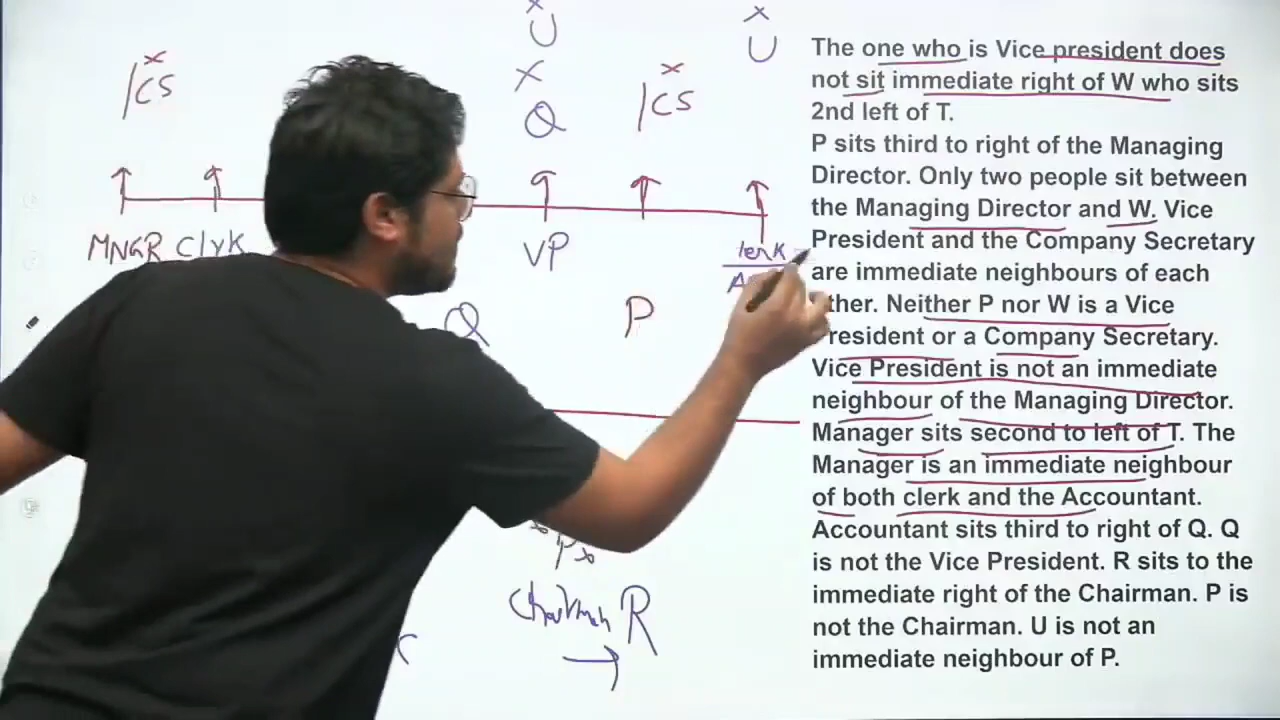 The one who is Vice president does
not sit immediate right of W who sits
2nd left of T.
P sits third to right of the Managing
Director. Only two people sit between
the Managing Director and W. Vice
President and the Company Secretary
are immediate neighbours of each
other. Neither P nor W is a Vice
President or a Company Secretary.
Vice President is not an immediate
neighbour of the Managing Director.
Manager sits second to left of T. The
Manager is an immediate neighbour
of both clerk and the Accountant.
Accountant sits third to right of Q. Q
is not the Vice President. R sits to the
immediate right of the Chairman. P is
not the Chairman. U is not an
immediate neighbour of P.
x
U
x
U
x
/CS
x
Q
x
/CS
MNGR
VP
lerk
Q
P
Px
R